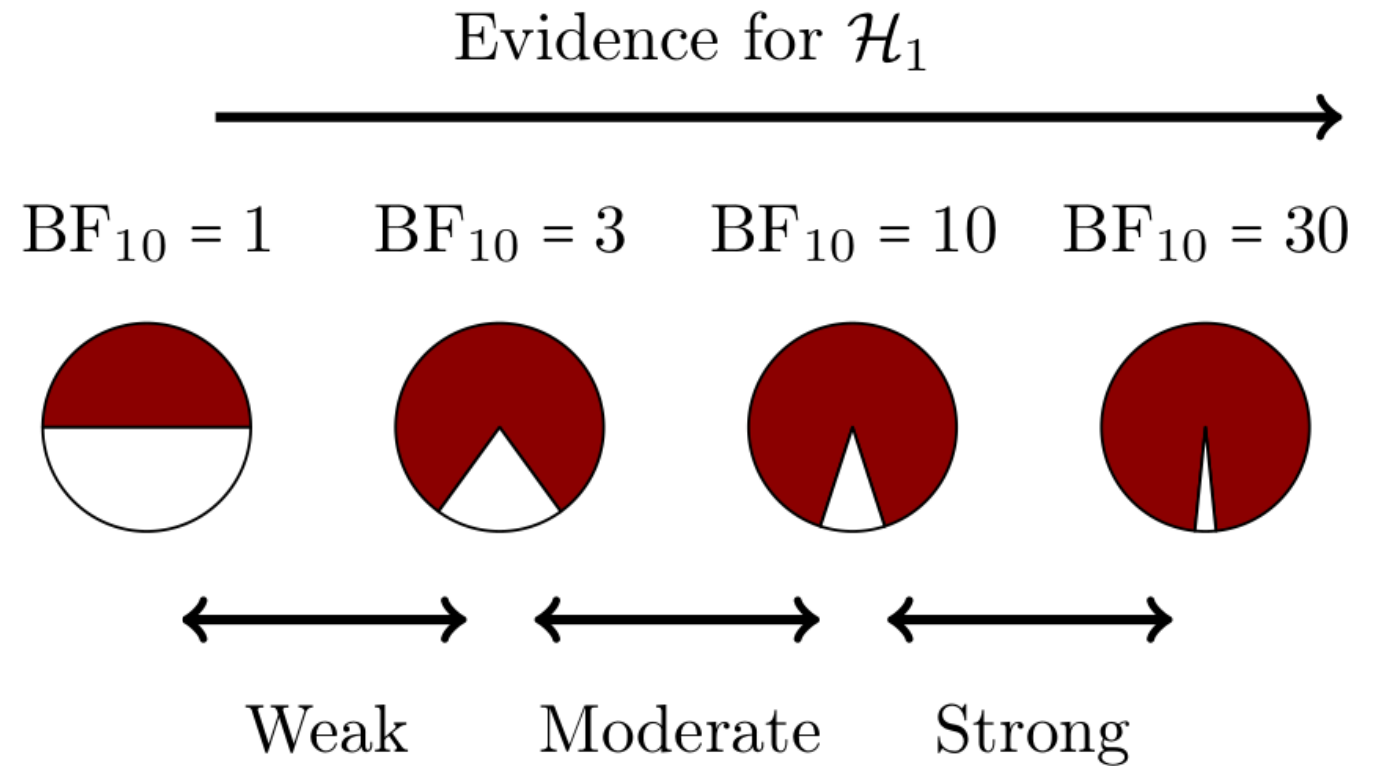 Evidence for ℋ₁
BF₁₀ = 1 BF₁₀ = 3 BF₁₀ = 10 BF₁₀ = 30
Weak Moderate Strong